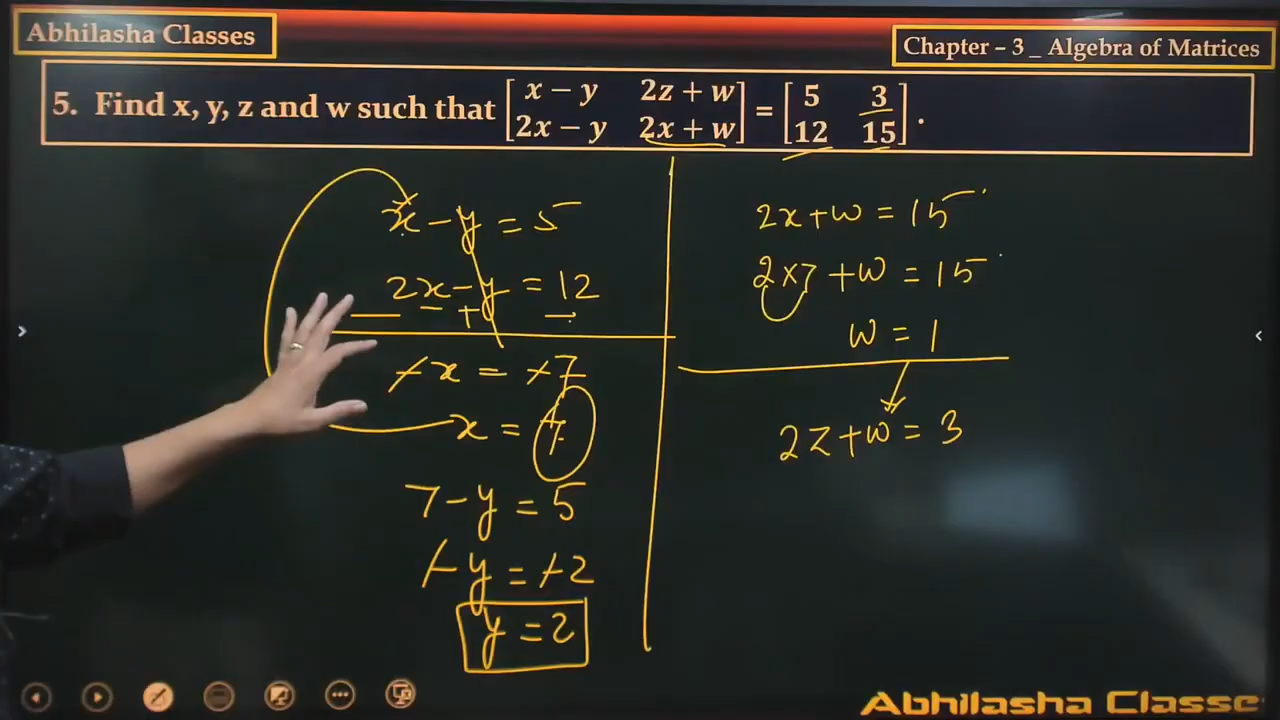 Abhilasha Classes
Chapter – 3 _ Algebra of Matrices
5. Find x, y, z and w such that [x − y 2z + w] = [5 3]
[2x − y 2x + w] [12 15] .
x − y = 5
2x − y = 12
− +  −
−x = −7
x = 7
7 − y = 5
−y = −2
y = 2
2x + w = 15
2×7 + w = 15
w = 1
2z + w = 3
Abhilasha Classe